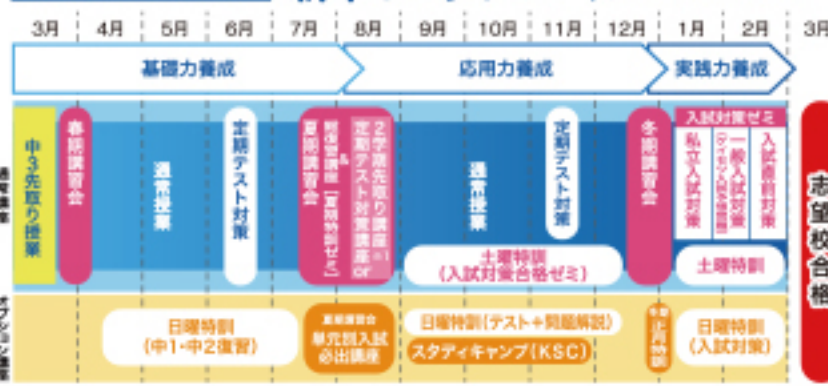 3月 4月 5月 6月 7月 8月 9月 10月 11月 12月 1月 2月 3月
基礎力養成
応用力養成
実践力養成
中3先取り授業
春期講習会
通常授業
定期テスト対策
夏期講習会
&
2学期先取り講座※1
定期テスト対策講座or
通常授業
定期テスト対策
土曜特訓
(入試対策合格ゼミ)
冬期講習会
入試対策ゼミ
私立入試対策
一般入試対策
入試直前対策
土曜特訓
志望校合格
日曜特訓
(中1・中2復習)
夏期講習会
単元別入試
必出講座
日曜特訓(テスト+問題解説)
スタディキャンプ(KSC)
正月特訓
日曜特訓
(入試対策)